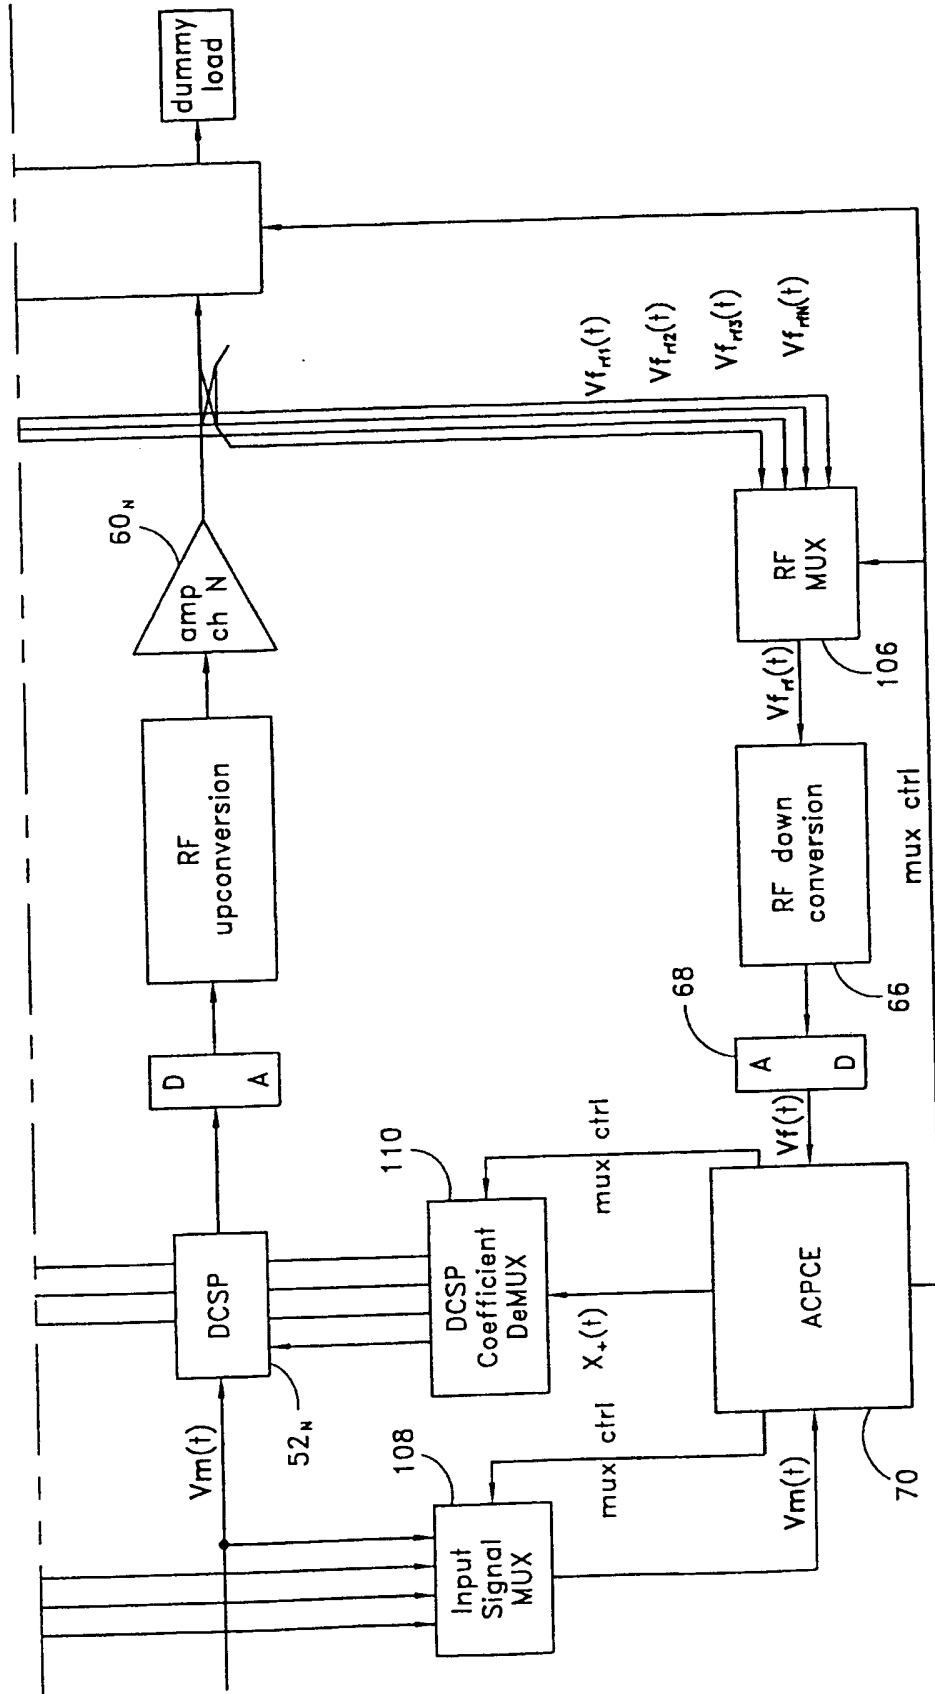 Vm(t)
52N
DCSP
D
A
RF
upconversion
60N
amp
ch N
dummy
load
108
Input
Signal
MUX
mux ctrl
110
DCSP
Coefficient
DeMUX
mux ctrl
X+(t)
Vfrf1(t)
Vfrf2(t)
Vfrf3(t)
VfrfN(t)
Vm(t)
70
ACPCE
Vf(t)
68
A
D
66
RF down
conversion
Vfrf(t)
106
RF
MUX
mux ctrl